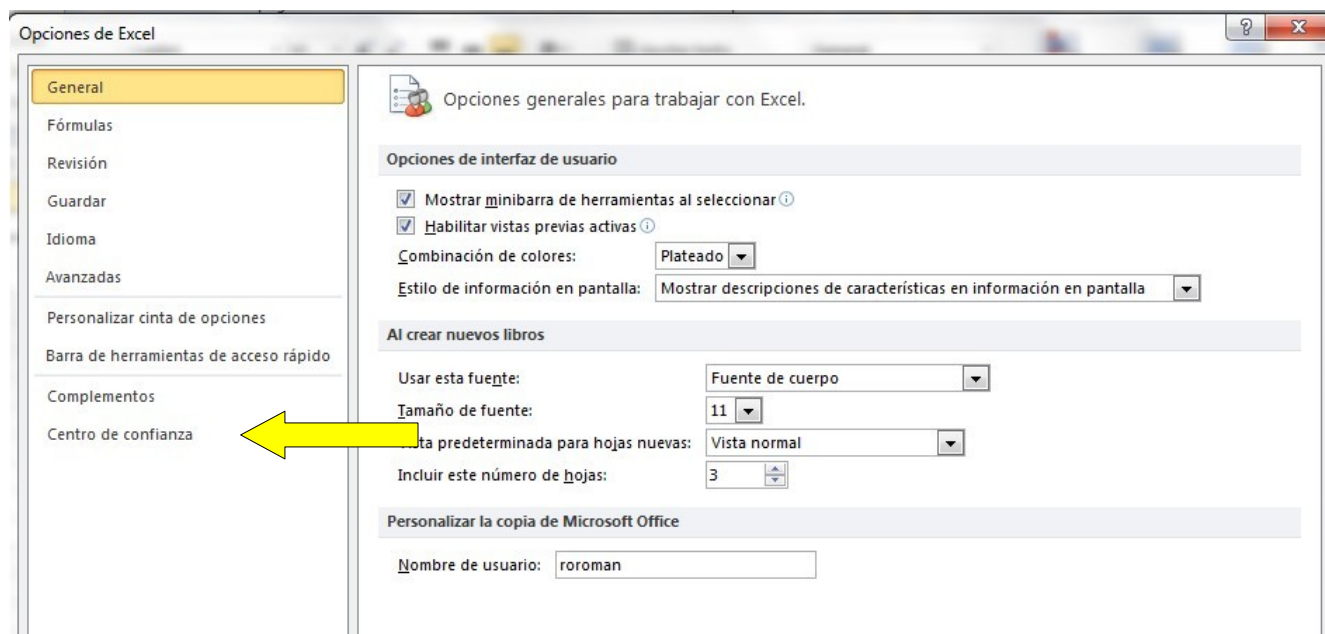 Opciones de Excel
General
Fórmulas
Revisión
Guardar
Idioma
Avanzadas
Personalizar cinta de opciones
Barra de herramientas de acceso rápido
Complementos
Centro de confianza
Opciones generales para trabajar con Excel.
Opciones de interfaz de usuario
Mostrar minibarra de herramientas al seleccionar
Habilitar vistas previas activas
Combinación de colores: Plateado
Estilo de información en pantalla: Mostrar descripciones de características en información en pantalla
Al crear nuevos libros
Usar esta fuente: Fuente de cuerpo
Tamaño de fuente: 11
predeterminada para hojas nuevas: Vista normal
Incluir este número de hojas: 3
Personalizar la copia de Microsoft Office
Nombre de usuario: roroman